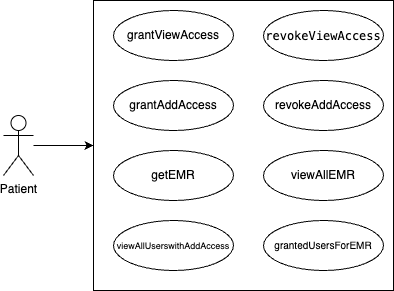 grantViewAccess
revokeViewAccess
grantAddAccess
revokeAddAccess
Patient
getEMR
viewAllEMR
viewAllUserswithAddAccess
grantedUsersForEMR